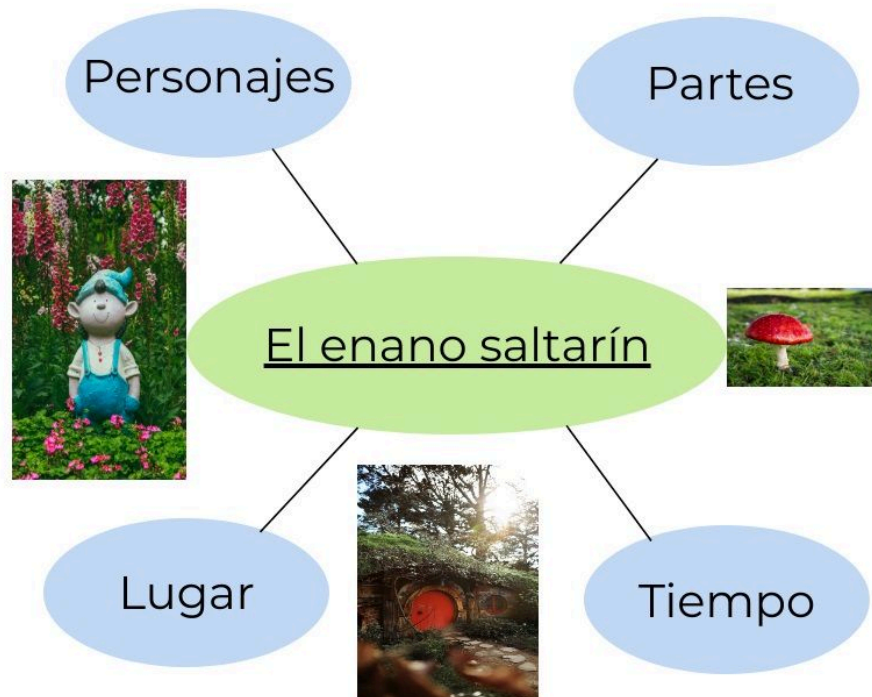 Personajes
Partes
El enano saltarín
Lugar
Tiempo